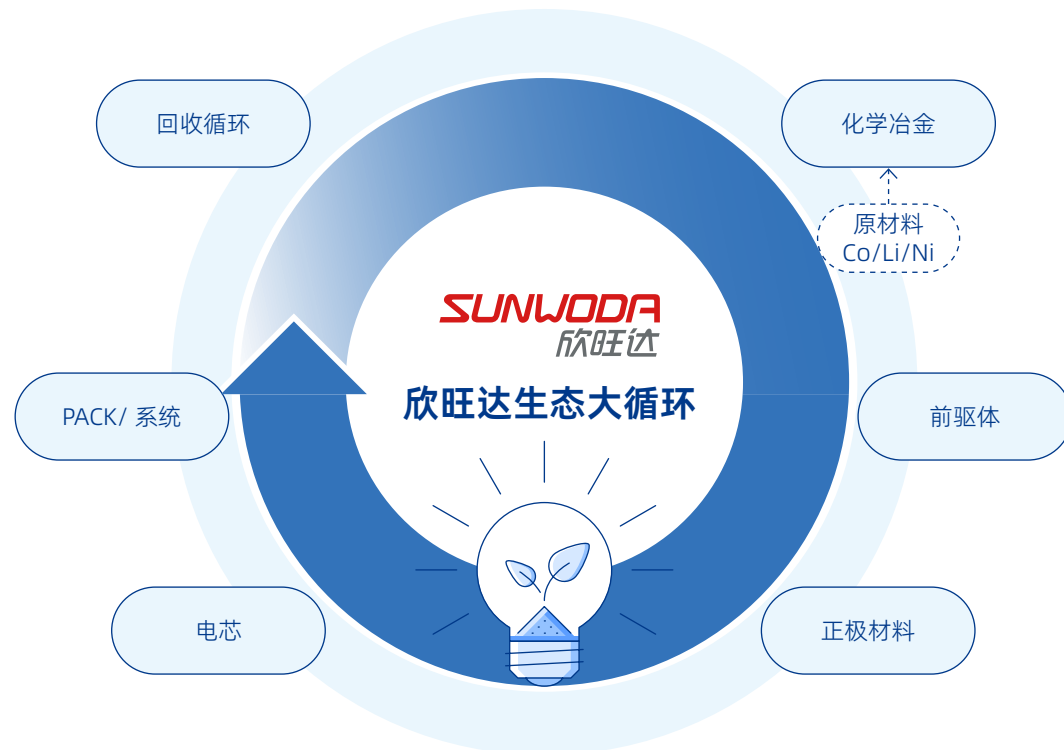 回收循环
化学冶金
原材料
Co/Li/Ni
SUNWODA
欣旺达
欣旺达生态大循环
PACK/ 系统
前驱体
电芯
正极材料